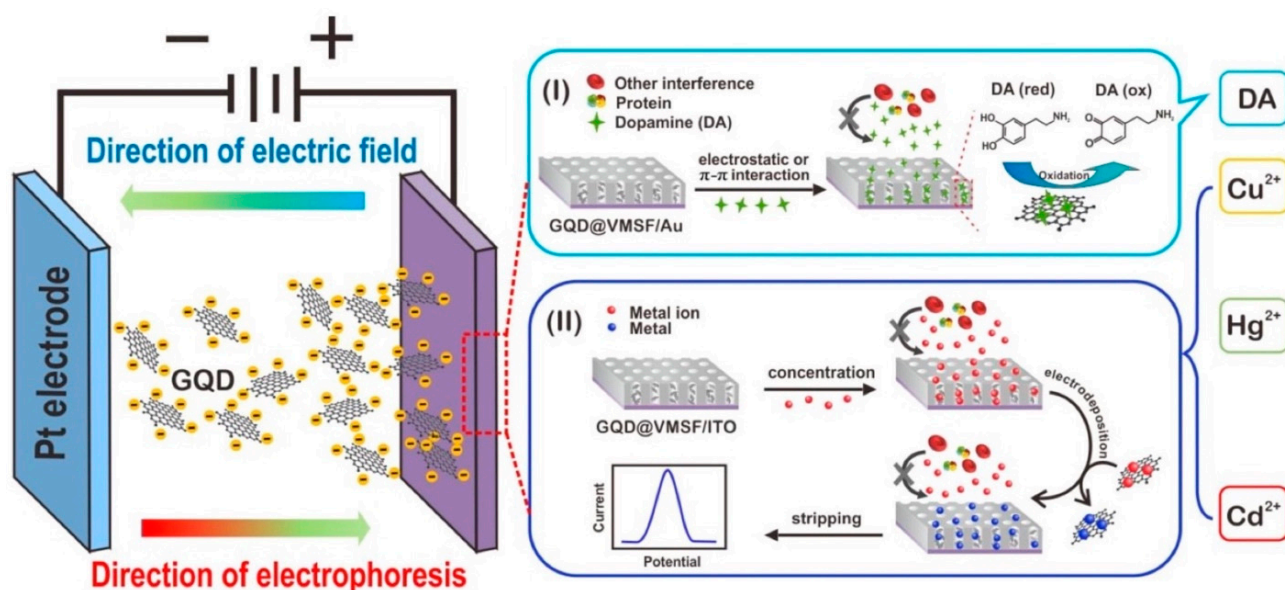 − +
Direction of electric field
Pt electrode
GQD
Direction of electrophoresis
(I)
Other interference
Protein
Dopamine (DA)
GQD@VMSF/Au
electrostatic or
π-π interaction
DA (red)
DA (ox)
HO
HO
NH₂
O
O
NH₂
Oxidation
(II)
Metal ion
Metal
GQD@VMSF/ITO
concentration
electrodeposition
stripping
Current
Potential
DA
Cu²⁺
Hg²⁺
Cd²⁺